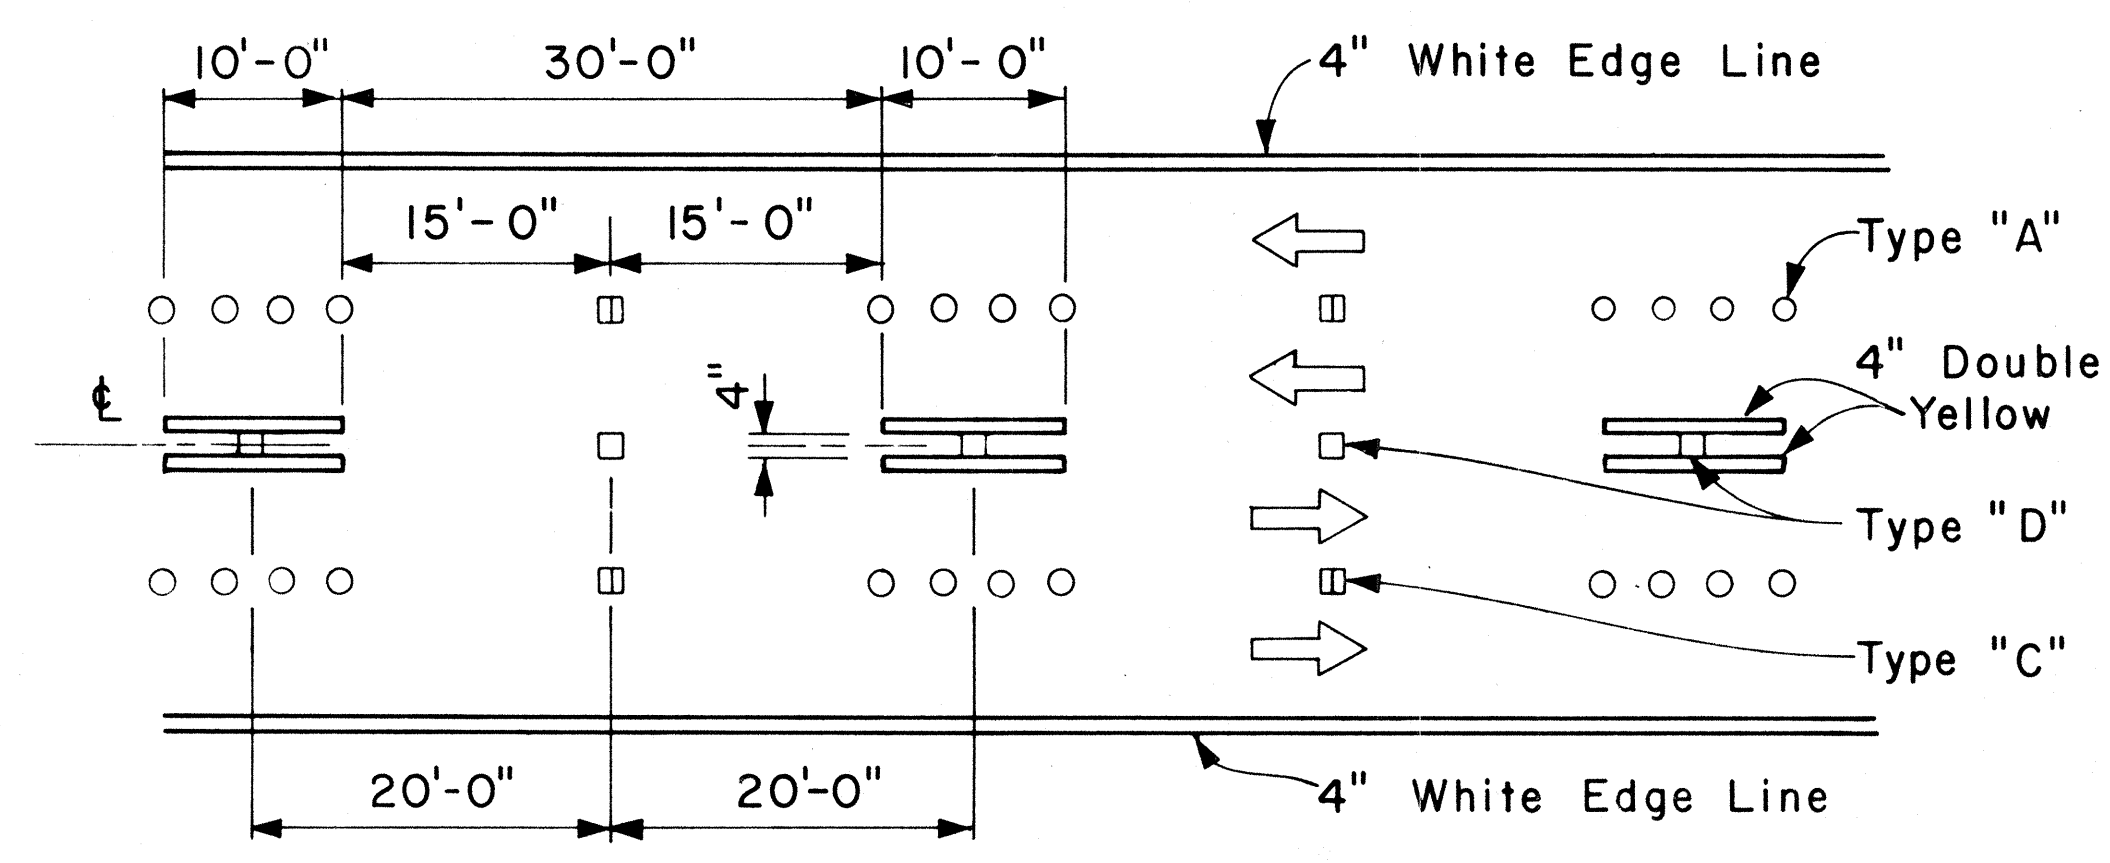 10'-0" 30'-0" 10'-0" 4" White Edge Line
15'-0" 15'-0" Type "A"
4" Double
Yellow
℄ 4"
Type "D"
Type "C"
20'-0" 20'-0" 4" White Edge Line